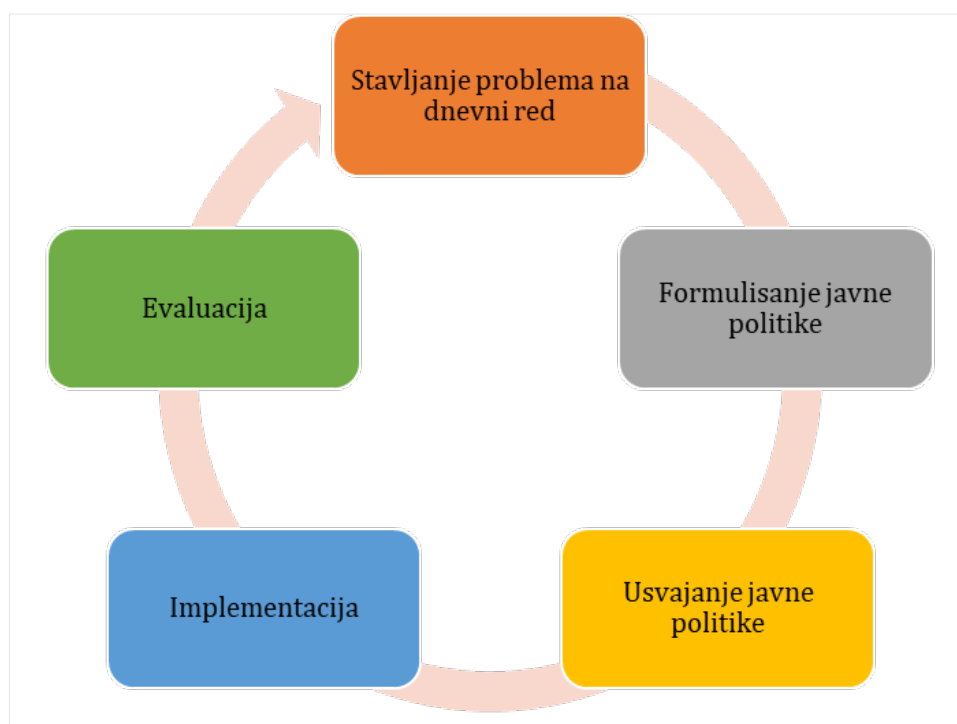 Stavljanje problema na
dnevni red
Formulisanje javne
politike
Usvajanje javne
politike
Implementacija
Evaluacija